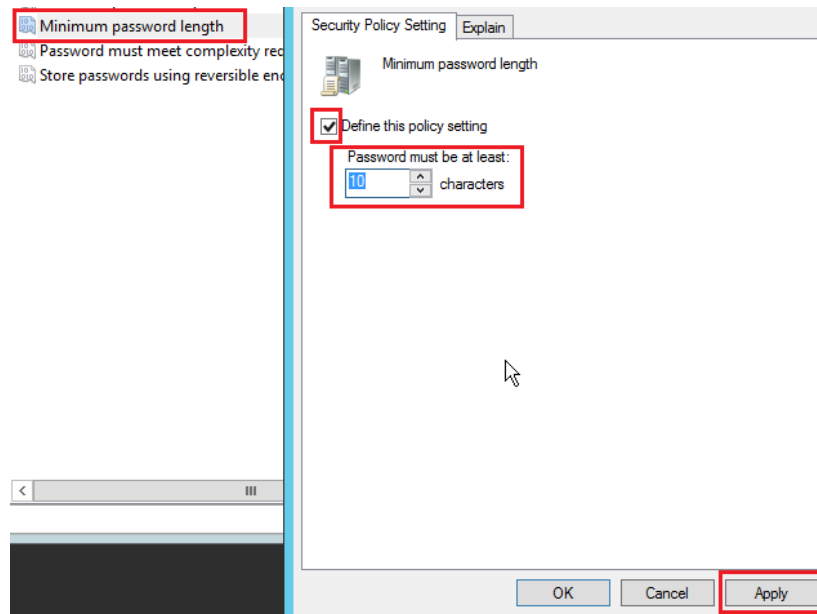 Minimum password length
Password must meet complexity req
Store passwords using reversible enc
Security Policy Setting
Explain
Minimum password length
Define this policy setting
Password must be at least:
10
characters
OK
Cancel
Apply